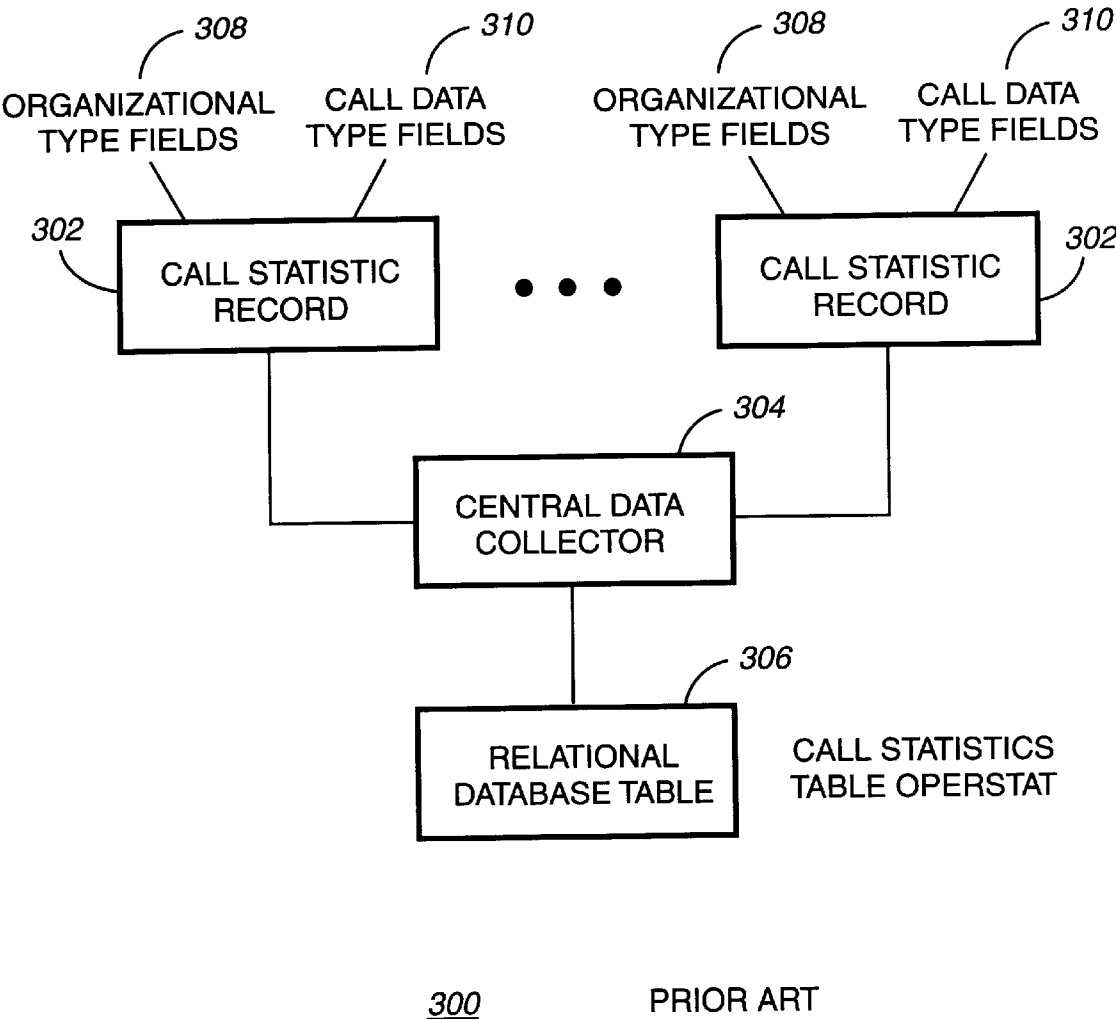 308
310
308
310
ORGANIZATIONAL
TYPE FIELDS
CALL DATA
TYPE FIELDS
ORGANIZATIONAL
TYPE FIELDS
CALL DATA
TYPE FIELDS
302
CALL STATISTIC
RECORD
CALL STATISTIC
RECORD
302
304
CENTRAL DATA
COLLECTOR
306
RELATIONAL
DATABASE TABLE
CALL STATISTICS
TABLE OPERSTAT
300
PRIOR ART